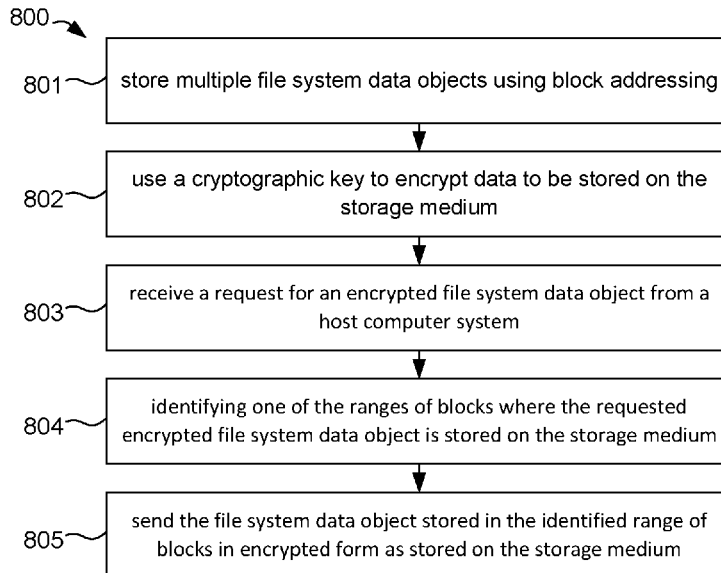 800
801
store multiple file system data objects using block addressing
802
use a cryptographic key to encrypt data to be stored on the
storage medium
803
receive a request for an encrypted file system data object from a
host computer system
804
identifying one of the ranges of blocks where the requested
encrypted file system data object is stored on the storage medium
805
send the file system data object stored in the identified range of
blocks in encrypted form as stored on the storage medium